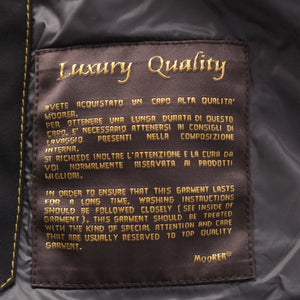 Luxury Quality
AVETE ACQUISTATO UN CAPO ALTA QUALITA'
MOORER.
PER OTTENERE UNA LUNGA DURATA DI QUESTO
CAPO, E' NECESSARIO ATTENERSI AI CONSIGLI DI
LAVAGGIO PRESENTI NELLA COMPOSIZIONE
INTERNA.
SI RICHIEDE INOLTRE L'ATTENZIONE E LA CURA DA
VOI NORMALMENTE RISERVATA AI PRODOTTI
MIGLIORI.
IN ORDER TO ENSURE THAT THIS GARMENT LASTS
FOR A LONG TIME, WASHING INSTRUCTIONS
SHOULD BE FOLLOWED CLOSELY (SEE INSIDE OF
GARMENT). THIS GARMENT SHOULD BE TREATED
WITH THE KIND OF SPECIAL ATTENTION AND CARE
THAT ARE USUALLY RESERVED TO TOP QUALITY
GARMENT.
MOORER®